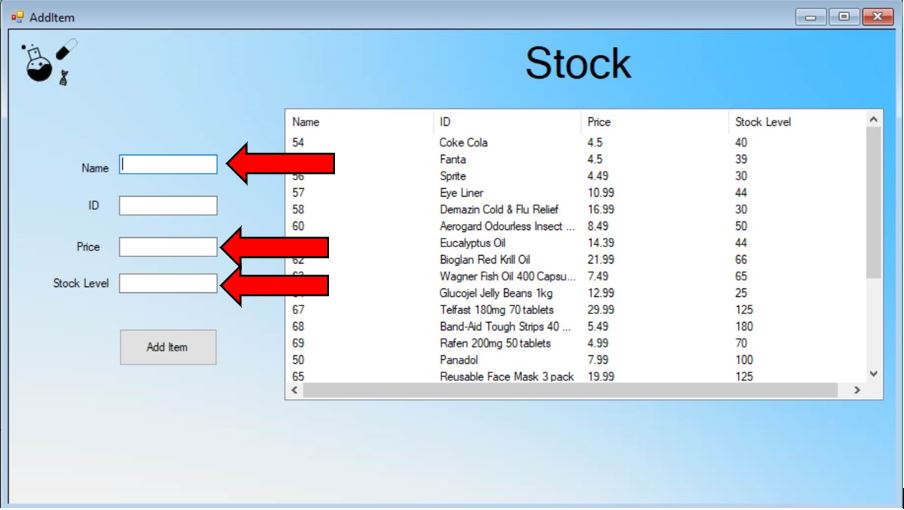 AddItem
Stock
Name ID Price Stock Level
54 Coke Cola 4.5 40
Fanta 4.5 39
Name
56 Sprite 4.49 30
57 Eye Liner 10.99 44
ID
58 Demazin Cold & Flu Relief 16.99 30
60 Aerogard Odourless Insect ... 8.49 50
Price
Eucalyptus Oil 14.39 44
62 Bioglan Red Krill Oil 21.99 66
Stock Level
Wagner Fish Oil 400 Capsu... 7.49 65
Glucojel Jelly Beans 1kg 12.99 25
67 Telfast 180mg 70 tablets 29.99 125
68 Band-Aid Tough Strips 40 ... 5.49 180
Add Item
69 Rafen 200mg 50 tablets 4.99 70
50 Panadol 7.99 100
65 Reusable Face Mask 3 pack 19.99 125